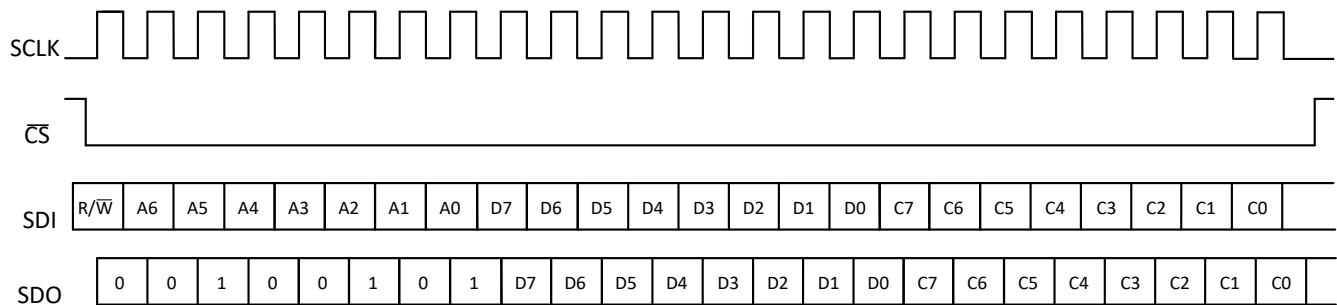 SCLK
C̅S̅
SDI R/W̅ A6 A5 A4 A3 A2 A1 A0 D7 D6 D5 D4 D3 D2 D1 D0 C7 C6 C5 C4 C3 C2 C1 C0
SDO 0 0 1 0 0 1 0 1 D7 D6 D5 D4 D3 D2 D1 D0 C7 C6 C5 C4 C3 C2 C1 C0